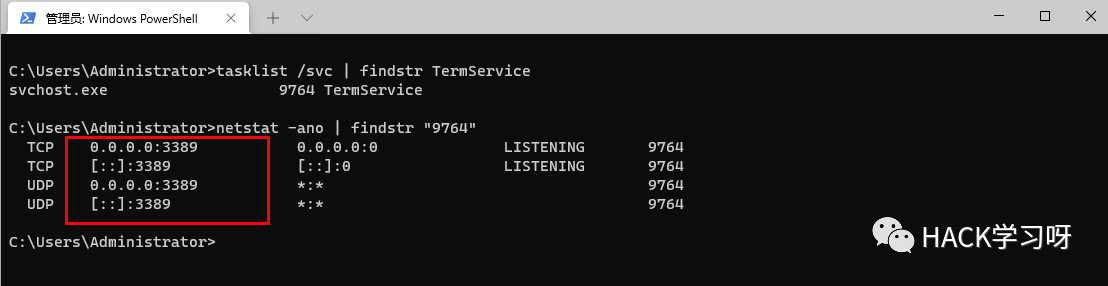 管理员: Windows PowerShell
C:\Users\Administrator>tasklist /svc | findstr TermService
svchost.exe 9764 TermService
C:\Users\Administrator>netstat -ano | findstr "9764"
TCP 0.0.0.0:3389 0.0.0.0:0 LISTENING 9764
TCP [::]:3389 [::]:0 LISTENING 9764
UDP 0.0.0.0:3389 *:* 9764
UDP [::]:3389 *:* 9764
C:\Users\Administrator>
HACK学习呀